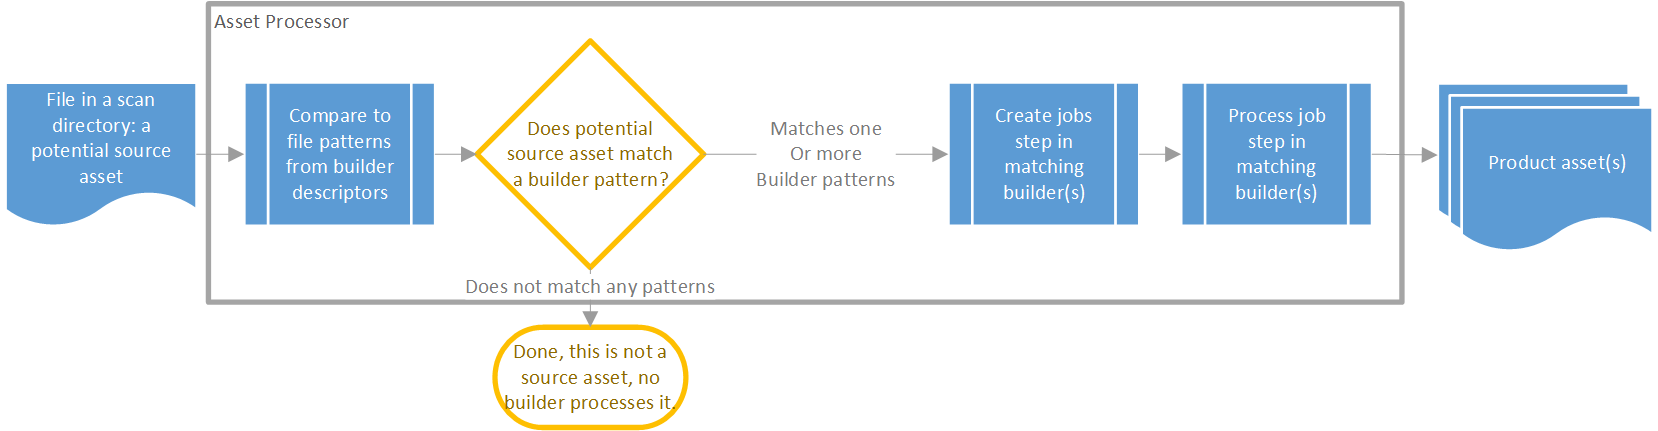 Asset Processor
File in a scan
directory: a
potential source
asset
Compare to
file patterns
from builder
descriptors
Does potential
source asset match
a builder pattern?
Matches one
Or more
Builder patterns
Create jobs
step in
matching
builder(s)
Process job
step in
matching
builder(s)
Product asset(s)
Does not match any patterns
Done, this is not a
source asset, no
builder processes it.